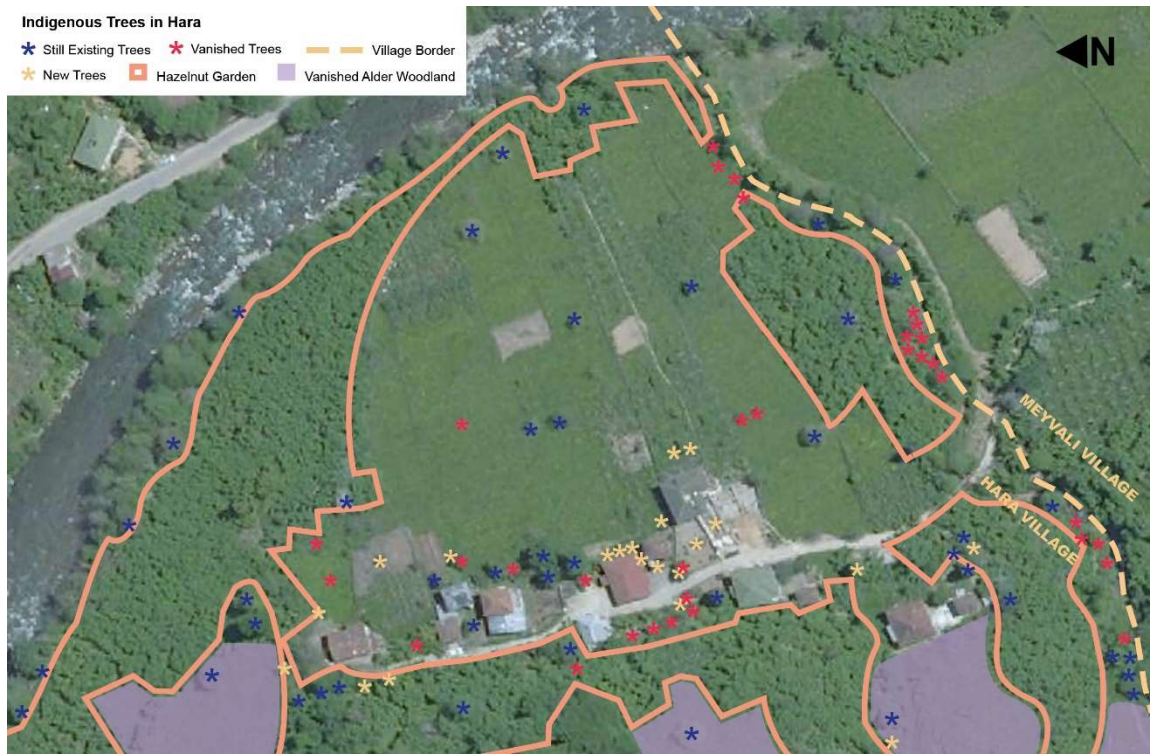 Indigenous Trees in Hara
* Still Existing Trees * Vanished Trees Village Border
* New Trees Hazelnut Garden Vanished Alder Woodland
N
MEYVALI VILLAGE
HARA VILLAGE